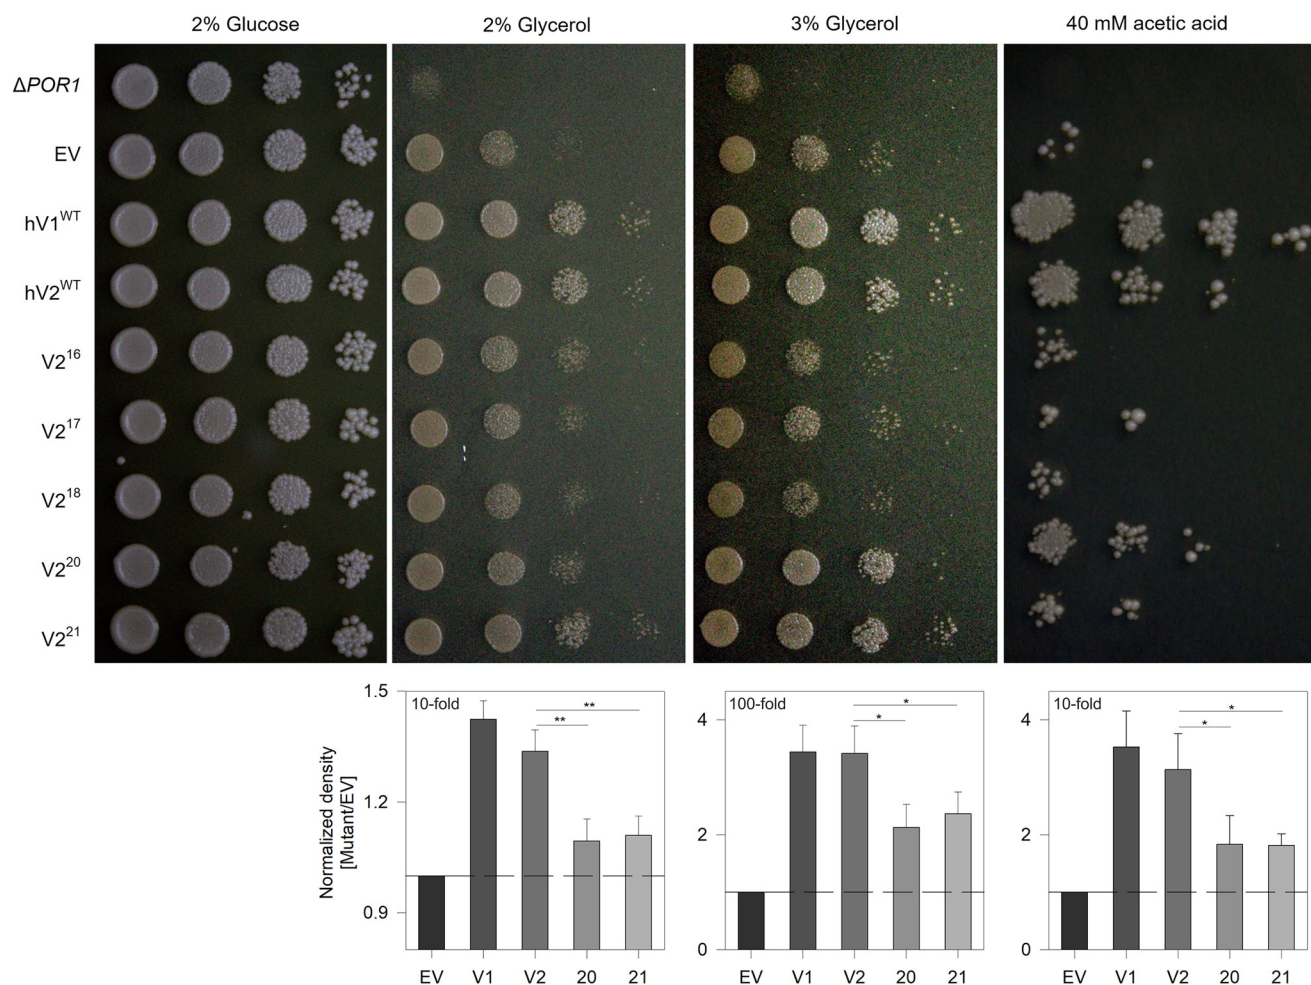 2% Glucose 2% Glycerol 3% Glycerol 40 mM acetic acid
ΔPOR1
EV
hV1WT
hV2WT
V216
V217
V218
V220
V221
1.5
1.2
0.9
Normalized density
[Mutant/EV]
10-fold
**
**
EV V1 V2 20 21
4
2
0
100-fold
*
*
EV V1 V2 20 21
4
2
0
10-fold
*
*
EV V1 V2 20 21